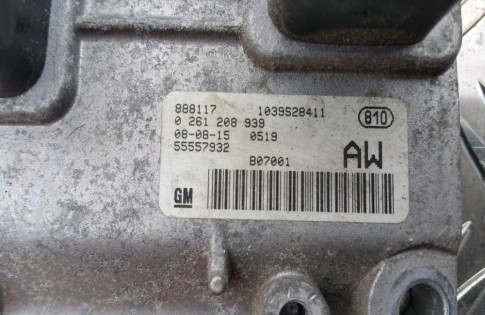 888117 1039S28411 810
0 261 208 939
08-08-15 0519
55557932 AW
B07001
GM